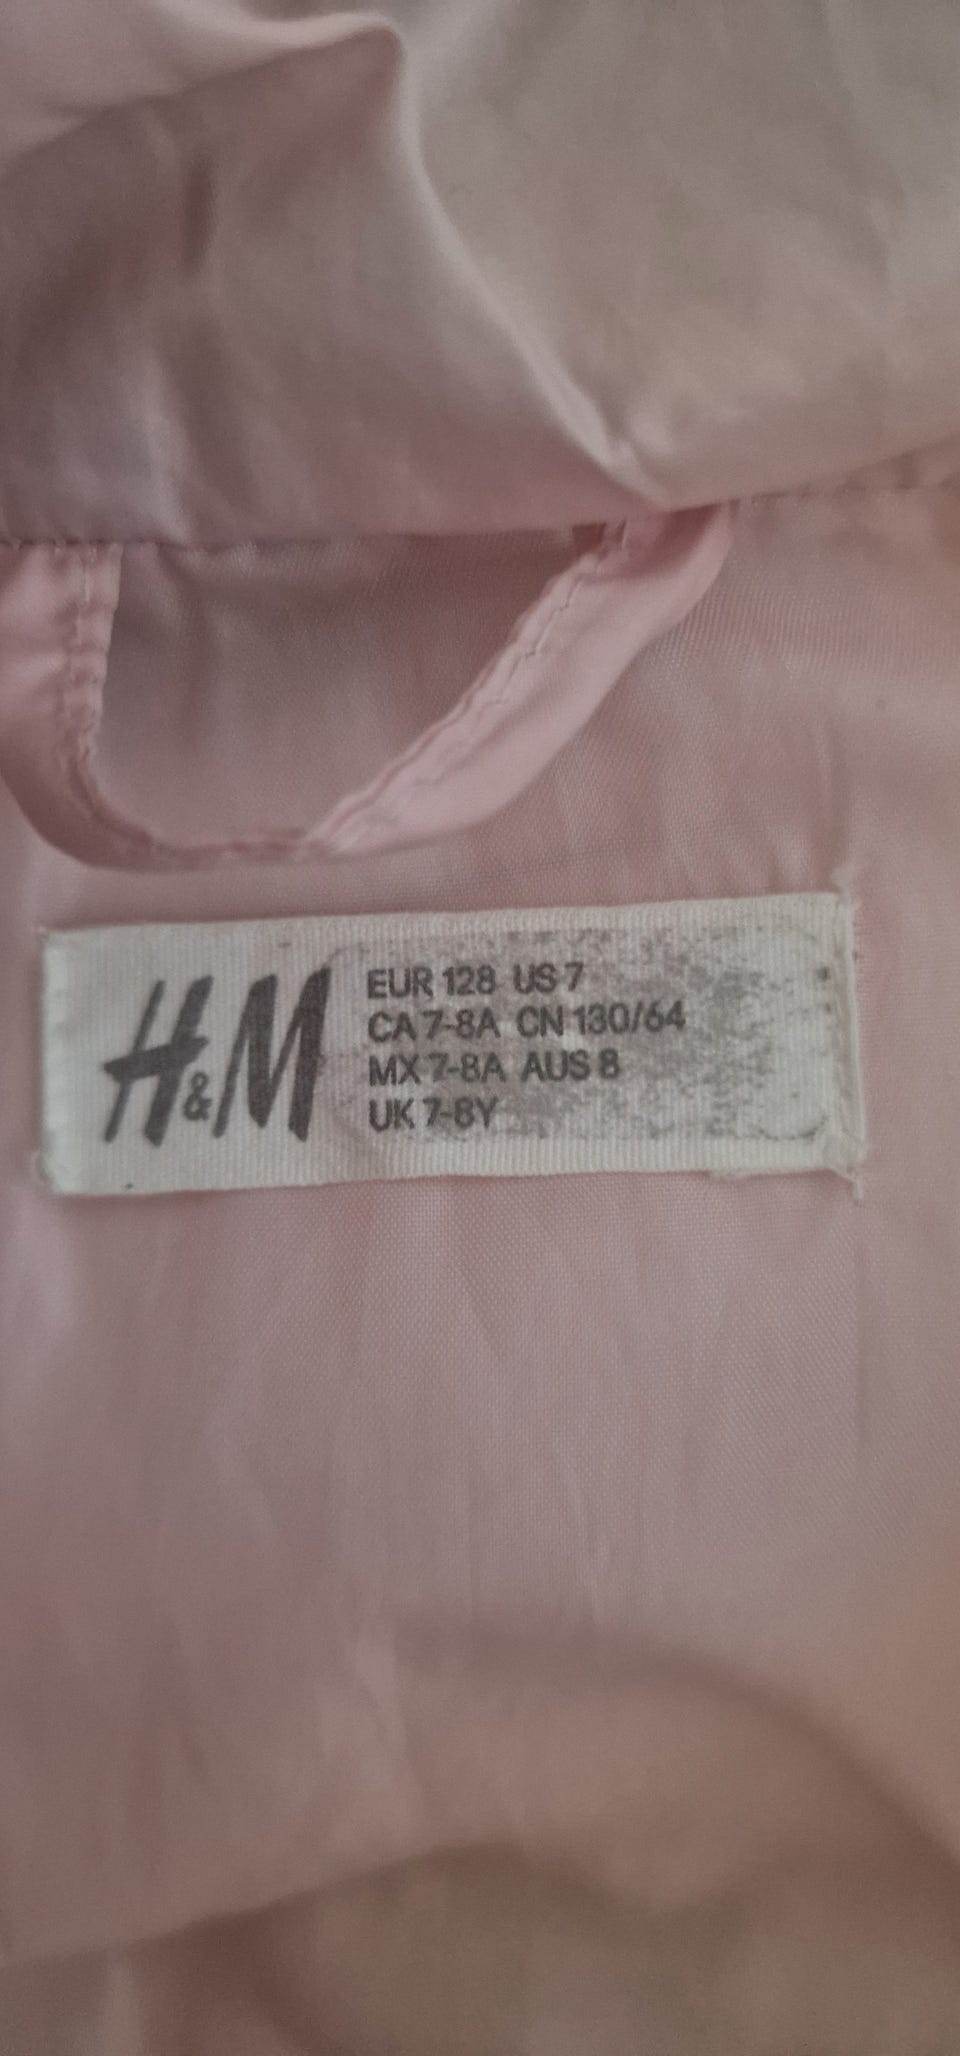 H&M
EUR 128 US 7
CA 7-8A CN 130/64
MX 7-8A AUS 8
UK 7-8Y